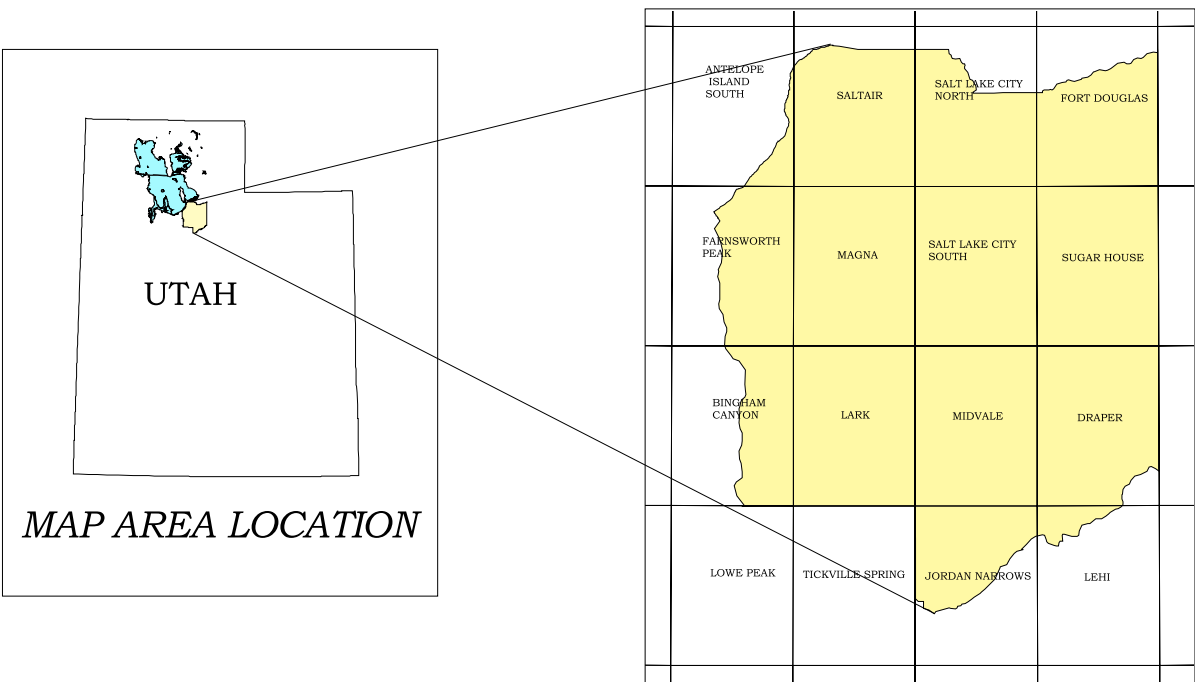 UTAH
MAP AREA LOCATION
ANTELOPE
ISLAND
SOUTH
SALTAIR
SALT LAKE CITY
NORTH
FORT DOUGLAS
FARNSWORTH
PEAK
MAGNA
SALT LAKE CITY
SOUTH
SUGAR HOUSE
BINGHAM
CANYON
LARK
MIDVALE
DRAPER
LOWE PEAK
TICKVILLE SPRING
JORDAN NARROWS
LEHI